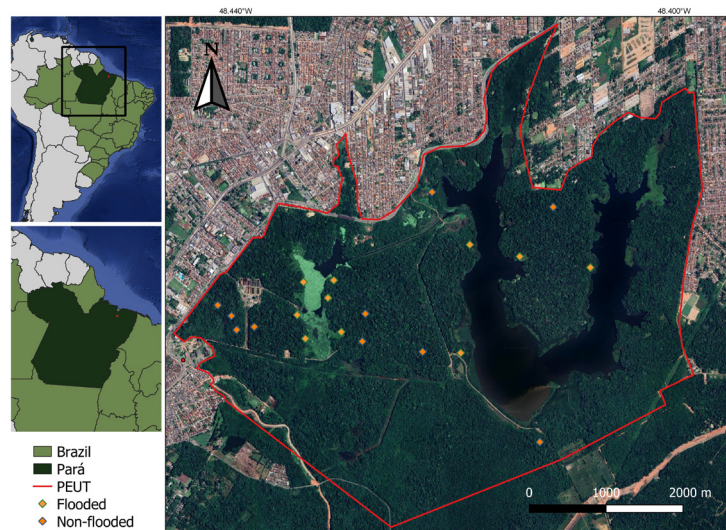 48.440°W
48.400°W
N
Brazil
Pará
PEUT
Flooded
Non-flooded
0
1000
2000 m